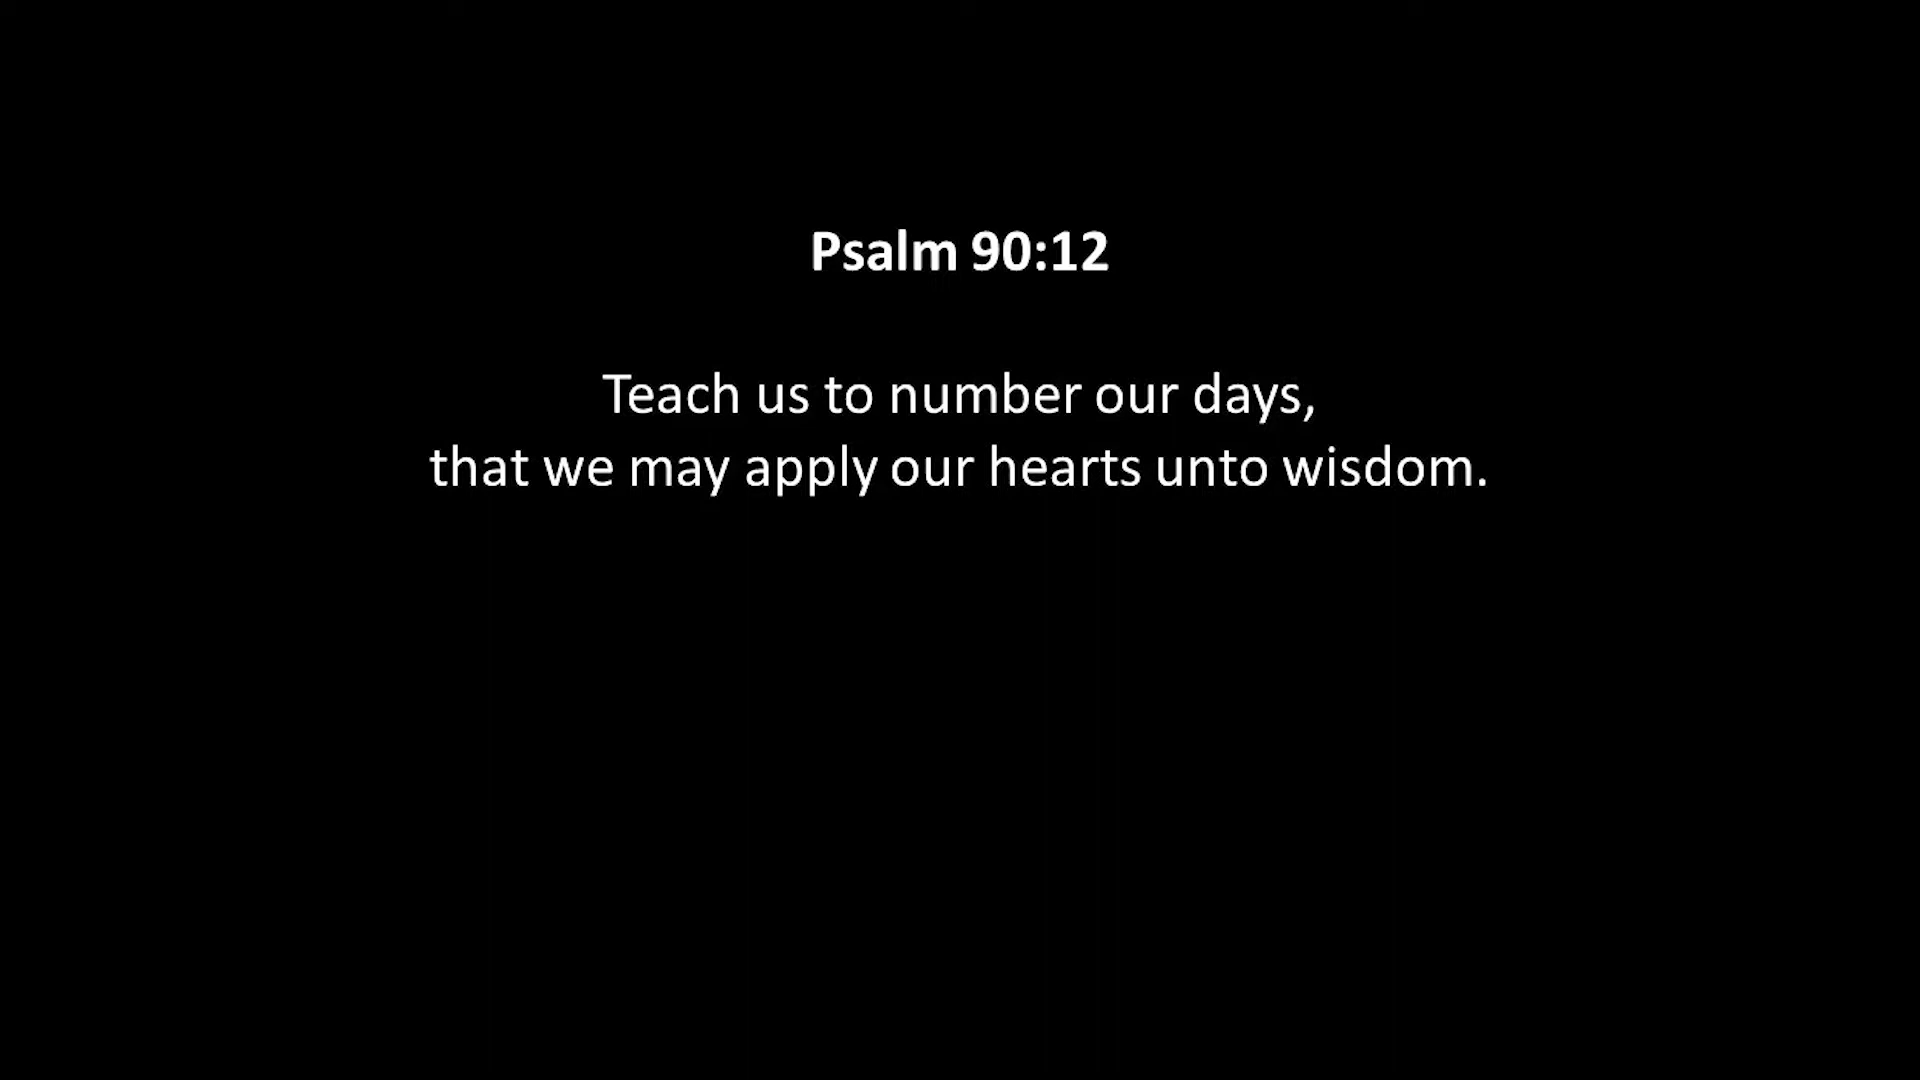 Psalm 90:12
Teach us to number our days,
that we may apply our hearts unto wisdom.